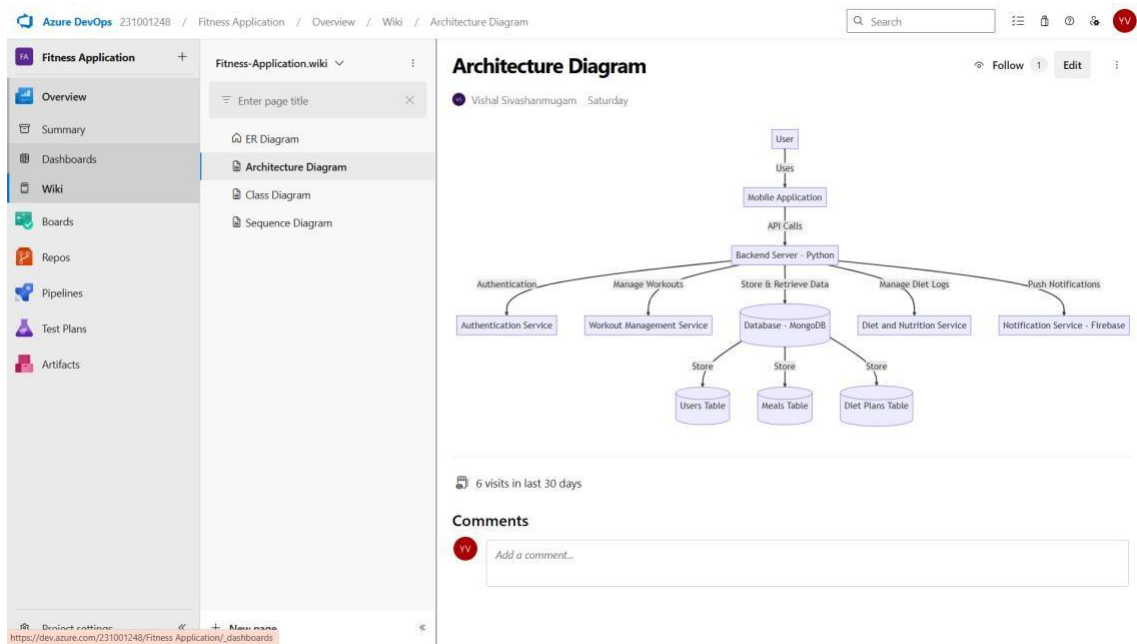 Azure DevOps 231001248 / Fitness Application / Overview / Wiki / Architecture Diagram
Search
YV
FA Fitness Application +
Overview
Summary
Dashboards
Wiki
Boards
Repos
Pipelines
Test Plans
Artifacts
Project settings
https://dev.azure.com/231001248/Fitness Application/_dashboards
Fitness-Application.wiki
Enter page title
ER Diagram
Architecture Diagram
Class Diagram
Sequence Diagram
+ New page
Architecture Diagram
Follow 1 Edit
VS Vishal Sivashanmugam Saturday
User
Uses
Mobile Application
API Calls
Backend Server - Python
Authentication Manage Workouts Store & Retrieve Data Manage Diet Logs Push Notifications
Authentication Service Workout Management Service Database - MongoDB Diet and Nutrition Service Notification Service - Firebase
Store Store Store
Users Table Meals Table Diet Plans Table
6 visits in last 30 days
Comments
YV Add a comment...